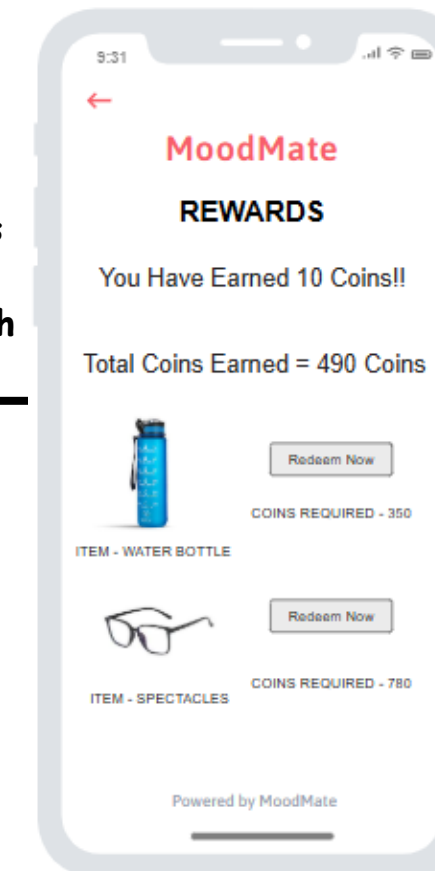 s
h
9:31
MoodMate
REWARDS
You Have Earned 10 Coins!!
Total Coins Earned = 490 Coins
Redeem Now
COINS REQUIRED - 350
ITEM - WATER BOTTLE
Redeem Now
COINS REQUIRED - 780
ITEM - SPECTACLES
Powered by MoodMate